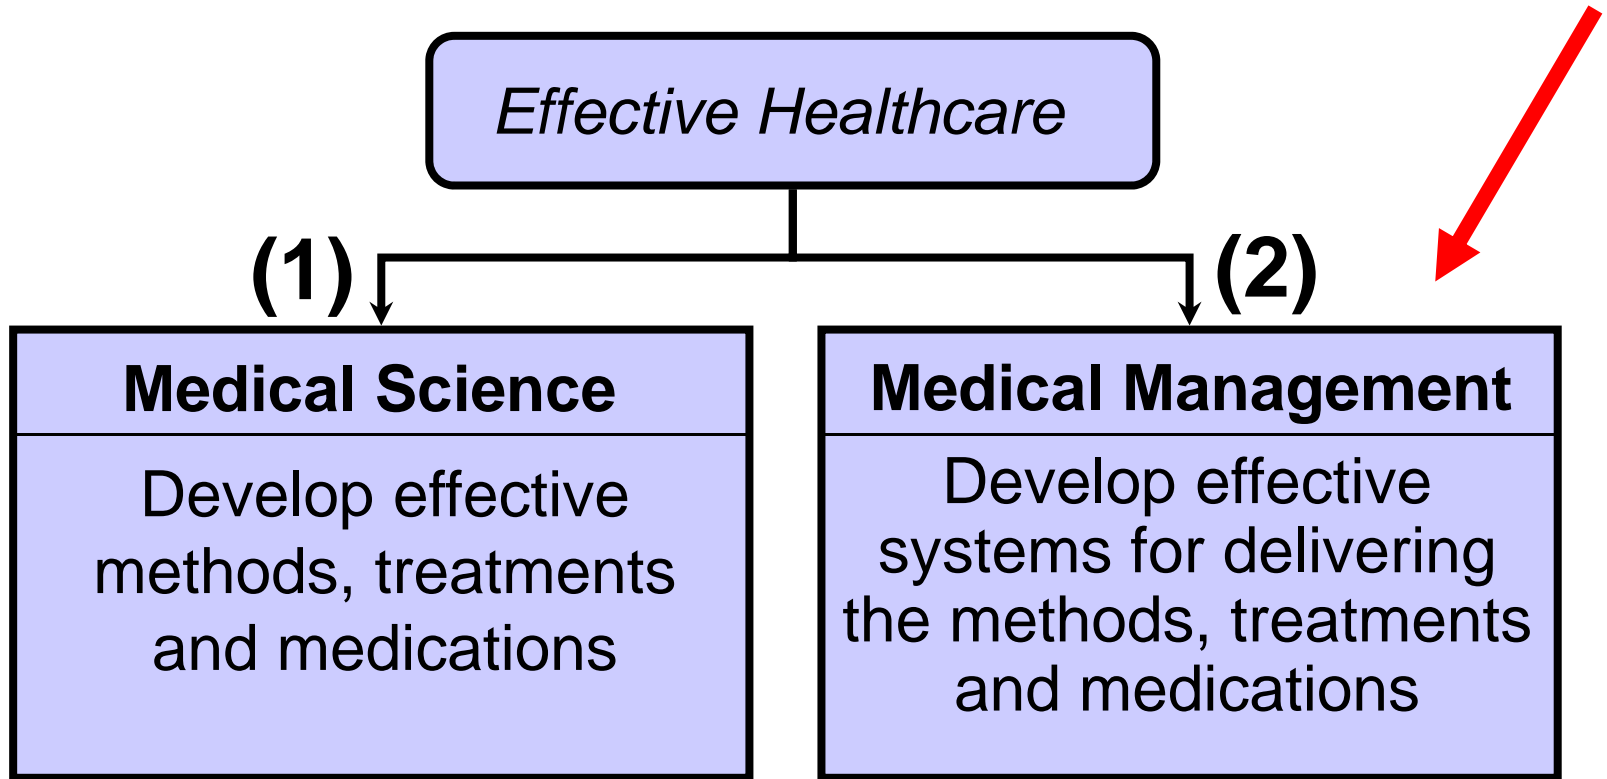 Effective Healthcare
(1)
(2)
Medical Science
Develop effective
methods, treatments
and medications
Medical Management
Develop effective
systems for delivering
the methods, treatments
and medications